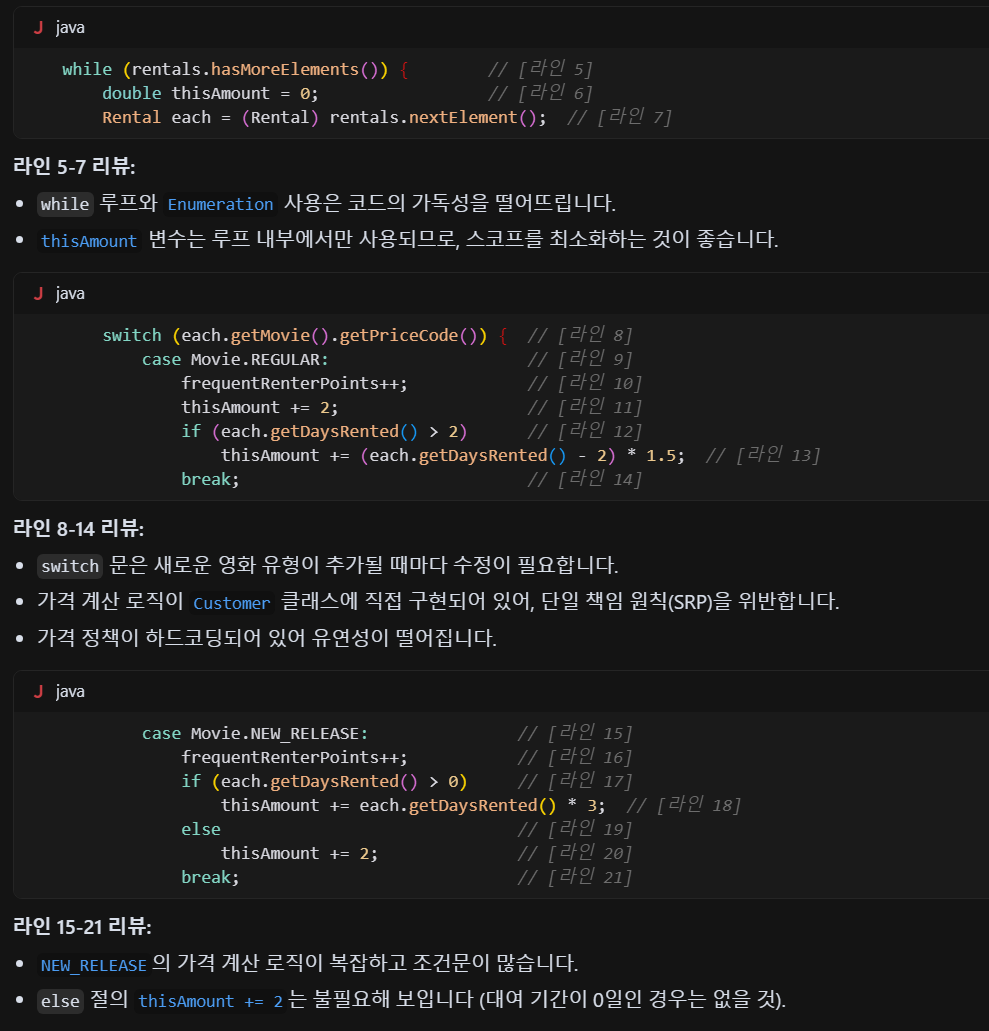 J java
while (rentals.hasMoreElements()) { // [라인 5]
double thisAmount = 0; // [라인 6]
Rental each = (Rental) rentals.nextElement(); // [라인 7]
라인 5-7 리뷰:
• while 루프와 Enumeration 사용은 코드의 가독성을 떨어뜨립니다.
• thisAmount 변수는 루프 내부에서만 사용되므로, 스코프를 최소화하는 것이 좋습니다.
J java
switch (each.getMovie().getPriceCode()) { // [라인 8]
case Movie.REGULAR: // [라인 9]
frequentRenterPoints++; // [라인 10]
thisAmount += 2; // [라인 11]
if (each.getDaysRented() > 2) // [라인 12]
thisAmount += (each.getDaysRented() - 2) * 1.5; // [라인 13]
break; // [라인 14]
라인 8-14 리뷰:
• switch 문은 새로운 영화 유형이 추가될 때마다 수정이 필요합니다.
• 가격 계산 로직이 Customer 클래스에 직접 구현되어 있어, 단일 책임 원칙(SRP)을 위반합니다.
• 가격 정책이 하드코딩되어 있어 유연성이 떨어집니다.
J java
case Movie.NEW_RELEASE: // [라인 15]
frequentRenterPoints++; // [라인 16]
if (each.getDaysRented() > 0) // [라인 17]
thisAmount += each.getDaysRented() * 3; // [라인 18]
else // [라인 19]
thisAmount += 2; // [라인 20]
break; // [라인 21]
라인 15-21 리뷰:
• NEW_RELEASE 의 가격 계산 로직이 복잡하고 조건문이 많습니다.
• else 절의 thisAmount += 2 는 불필요해 보입니다 (대여 기간이 0일인 경우는 없을 것).